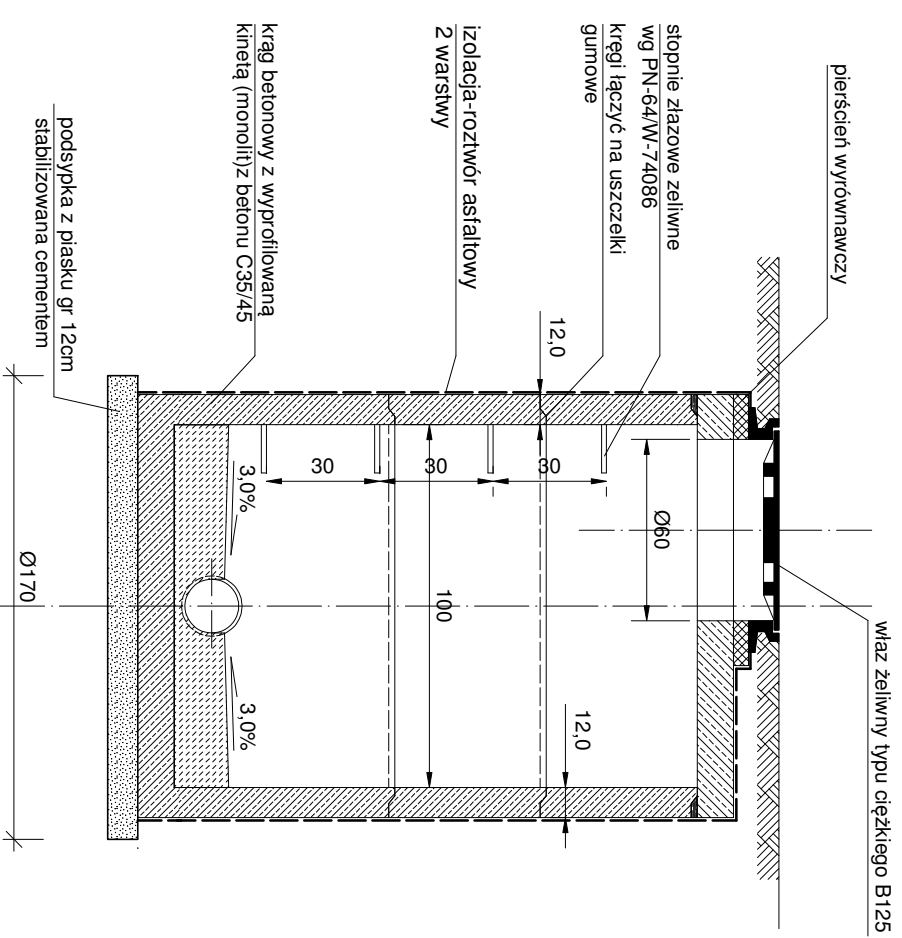 właz żeliwny typu ciężkiego B125
pierścień wyrównawczy
stopnie złazowe zeliwne
wg PN-64/W-74086
kręgi łączyć na uszczelki
gumowe
izolacja-roztwór asfaltowy
2 warstwy
krąg betonowy z wyprofilowaną
kinetą (monolit)z betonu C35/45
podsypka z piasku gr 12cm
stabilizowana cementem
Ø60
12,0
30
30
30
100
12,0
3,0%
3,0%
Ø170